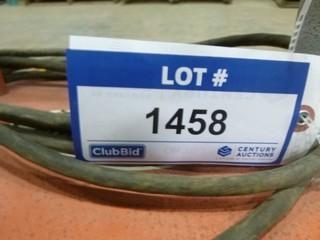 LOT #
1458
ClubBid
CENTURY
AUCTIONS